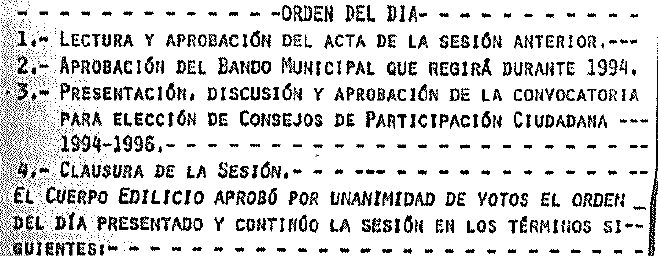 - - - - - - - - - - - - -ORDEN DEL DIA- - - - - - - - - - -
1.- LECTURA Y APROBACIÓN DEL ACTA DE LA SESIÓN ANTERIOR.---
2.- APROBACIÓN DEL BANDO MUNICIPAL QUE REGIRÁ DURANTE 1994.
3.- PRESENTACIÓN, DISCUSIÓN Y APROBACIÓN DE LA CONVOCATORIA
PARA ELECCIÓN DE CONSEJOS DE PARTICIPACIÓN CIUDADANA ---
1994-1996.- - - - - - - - - - - - - - - - - - - - - - - -
4.- CLAUSURA DE LA SESIÓN.- - - - --- - - - - - - - - - - -
EL CUERPO EDILICIO APROBÓ POR UNANIMIDAD DE VOTOS EL ORDEN _
DEL DÍA PRESENTADO Y CONTINÚO LA SESIÓN EN LOS TÉRMINOS SI--
GUIENTES:- - - - - - - - - - - - - - - - - - - - - - - - - -